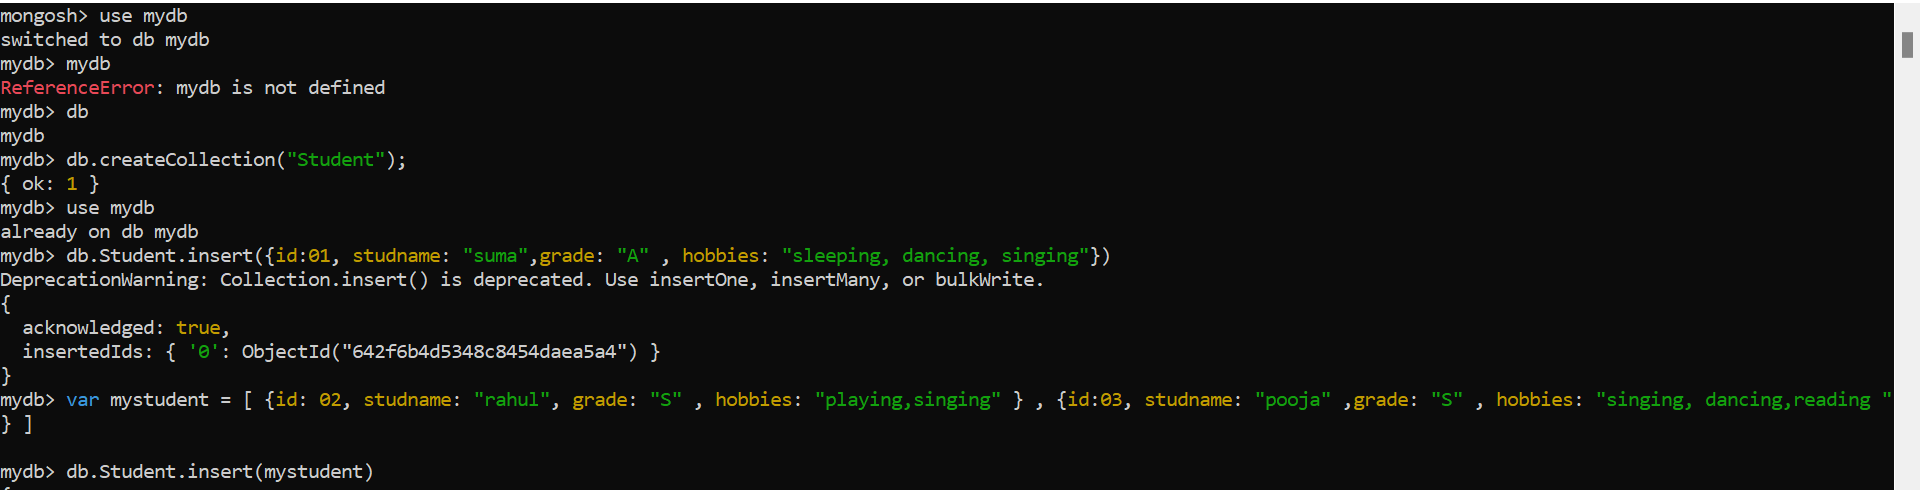 mongosh> use mydb
switched to db mydb
mydb> mydb
ReferenceError: mydb is not defined
mydb> db
mydb
mydb> db.createCollection("Student");
{ ok: 1 }
mydb> use mydb
already on db mydb
mydb> db.Student.insert({id:01, studname: "suma",grade: "A" , hobbies: "sleeping, dancing, singing"})
DeprecationWarning: Collection.insert() is deprecated. Use insertOne, insertMany, or bulkWrite.
{
  acknowledged: true,
  insertedIds: { '0': ObjectId("642f6b4d5348c8454daea5a4") }
}
mydb> var mystudent = [ {id: 02, studname: "rahul", grade: "S" , hobbies: "playing,singing" } , {id:03, studname: "pooja" ,grade: "S" , hobbies: "singing, dancing,reading "
} ]
mydb> db.Student.insert(mystudent)